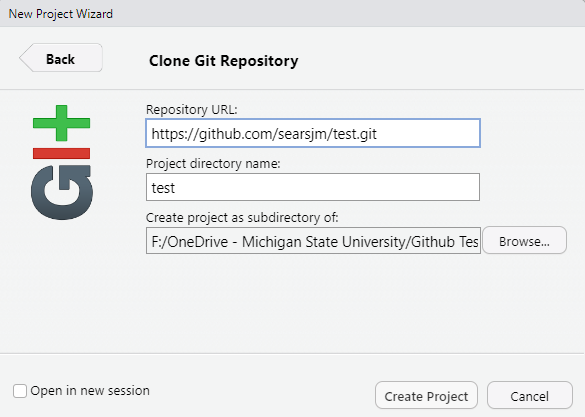 New Project Wizard
Back
Clone Git Repository
Repository URL:
https://github.com/searsjm/test.git
Project directory name:
test
Create project as subdirectory of:
F:/OneDrive - Michigan State University/Github Tes
Browse...
Open in new session
Create Project
Cancel